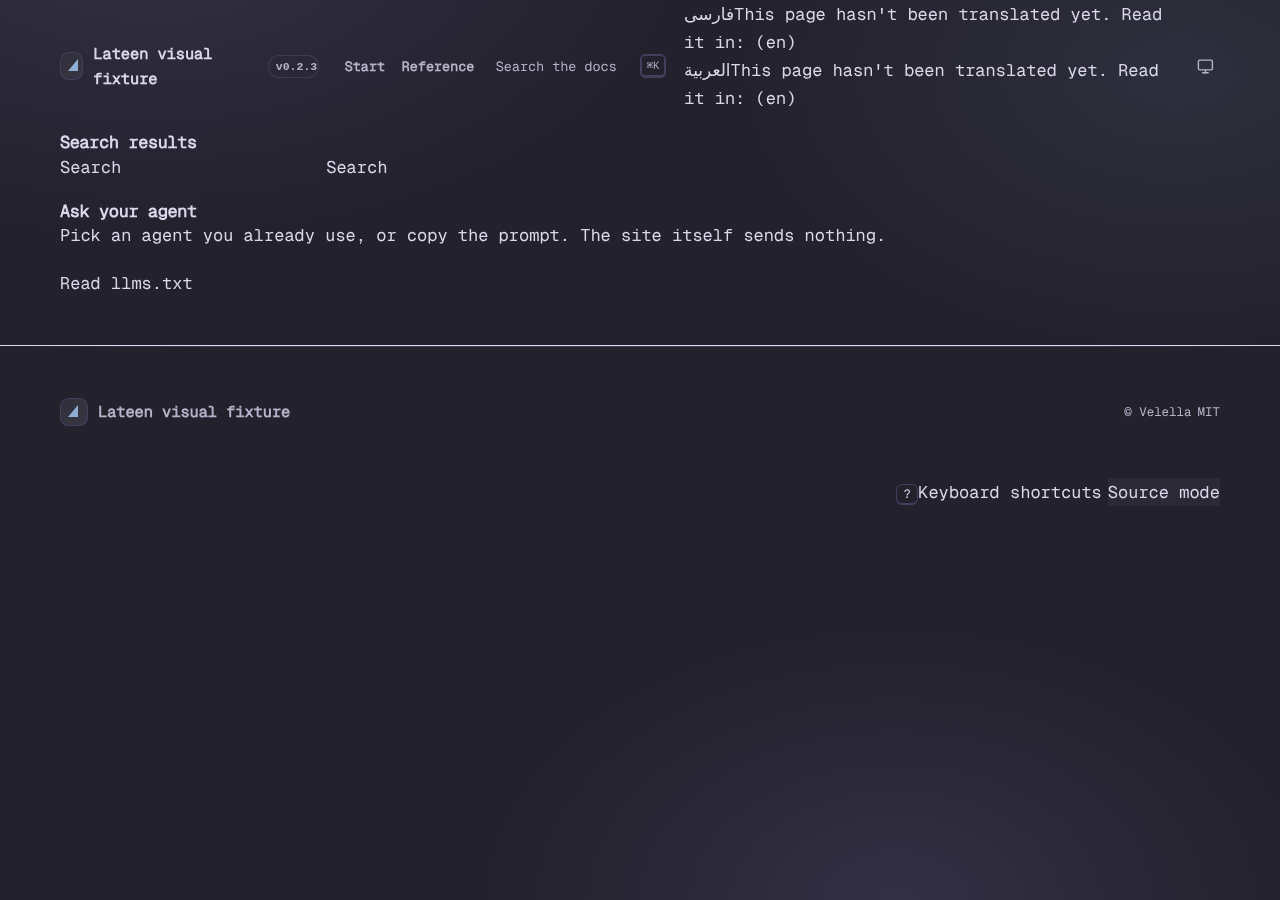 Lateen visual
fixture
v0.2.3
Start
Reference
Search the docs
⌘K
فارسیThis page hasn't been translated yet. Read
it in: (en)
العربيةThis page hasn't been translated yet. Read
it in: (en)
Search results
Search
Search
Ask your agent
Pick an agent you already use, or copy the prompt. The site itself sends nothing.
Read llms.txt
Lateen visual fixture
© Velella MIT
?Keyboard shortcuts Source mode